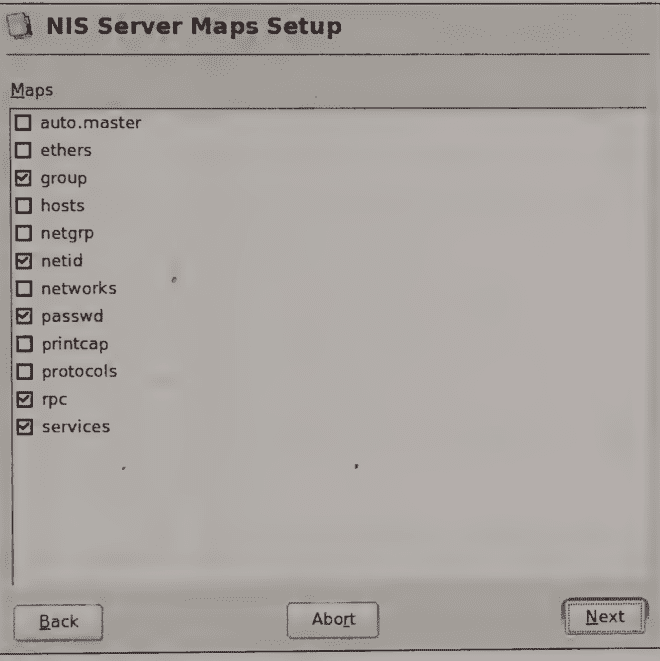 NIS Server Maps Setup
Maps
auto.master
ethers
group
hosts
netgrp
netid
networks
passwd
printcap
protocols
rpc
services
Back
Abort
Next